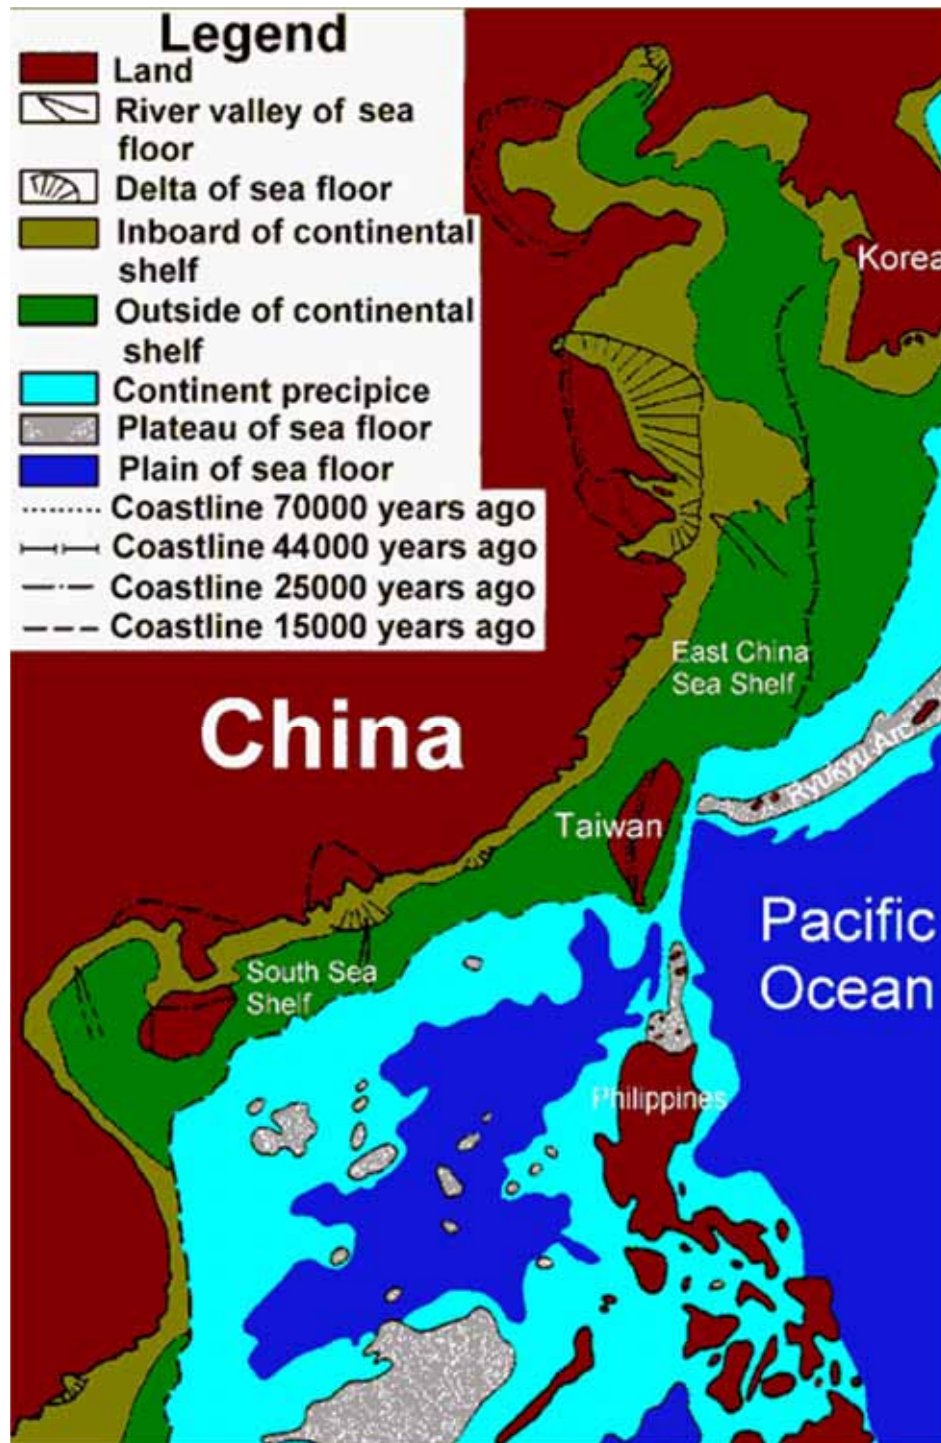 Legend
Land
River valley of sea
floor
Delta of sea floor
Inboard of continental
shelf
Outside of continental
shelf
Continent precipice
Plateau of sea floor
Plain of sea floor
Coastline 70000 years ago
Coastline 44000 years ago
Coastline 25000 years ago
Coastline 15000 years ago
Korea
East China
Sea Shelf
China
Ryukyu Arc
Taiwan
Pacific
Ocean
South Sea
Shelf
Philippines